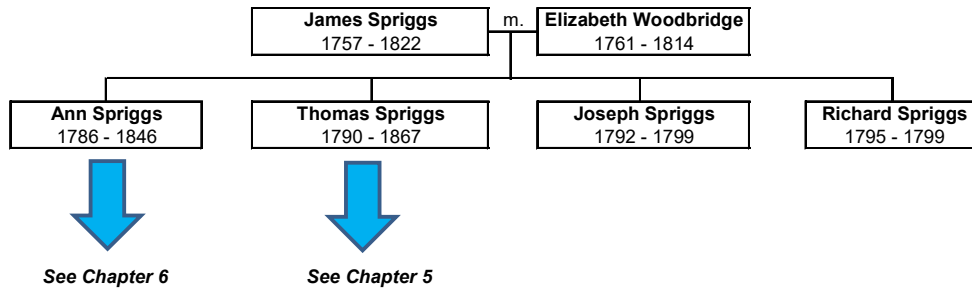 James Spriggs
1757 - 1822
m.
Elizabeth Woodbridge
1761 - 1814
Ann Spriggs
1786 - 1846
Thomas Spriggs
1790 - 1867
Joseph Spriggs
1792 - 1799
Richard Spriggs
1795 - 1799
See Chapter 6
See Chapter 5